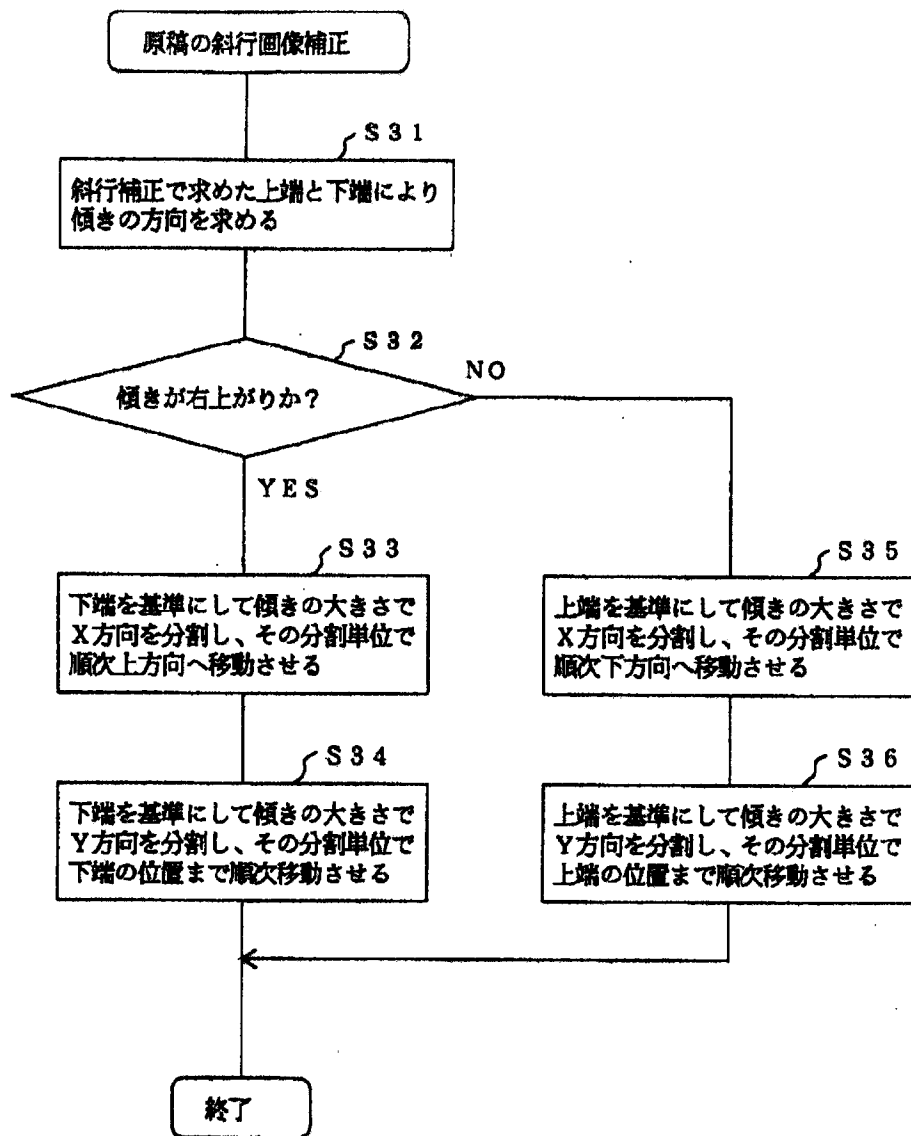 原稿の斜行画像補正
S31
斜行補正で求めた上端と下端により
傾きの方向を求める
S32
傾きが右上がりか？
NO
YES
S33
下端を基準にして傾きの大きさで
X方向を分割し、その分割単位で
順次上方向へ移動させる
S34
下端を基準にして傾きの大きさで
Y方向を分割し、その分割単位で
下端の位置まで順次移動させる
S35
上端を基準にして傾きの大きさで
X方向を分割し、その分割単位で
順次下方向へ移動させる
S36
上端を基準にして傾きの大きさで
Y方向を分割し、その分割単位で
上端の位置まで順次移動させる
終了